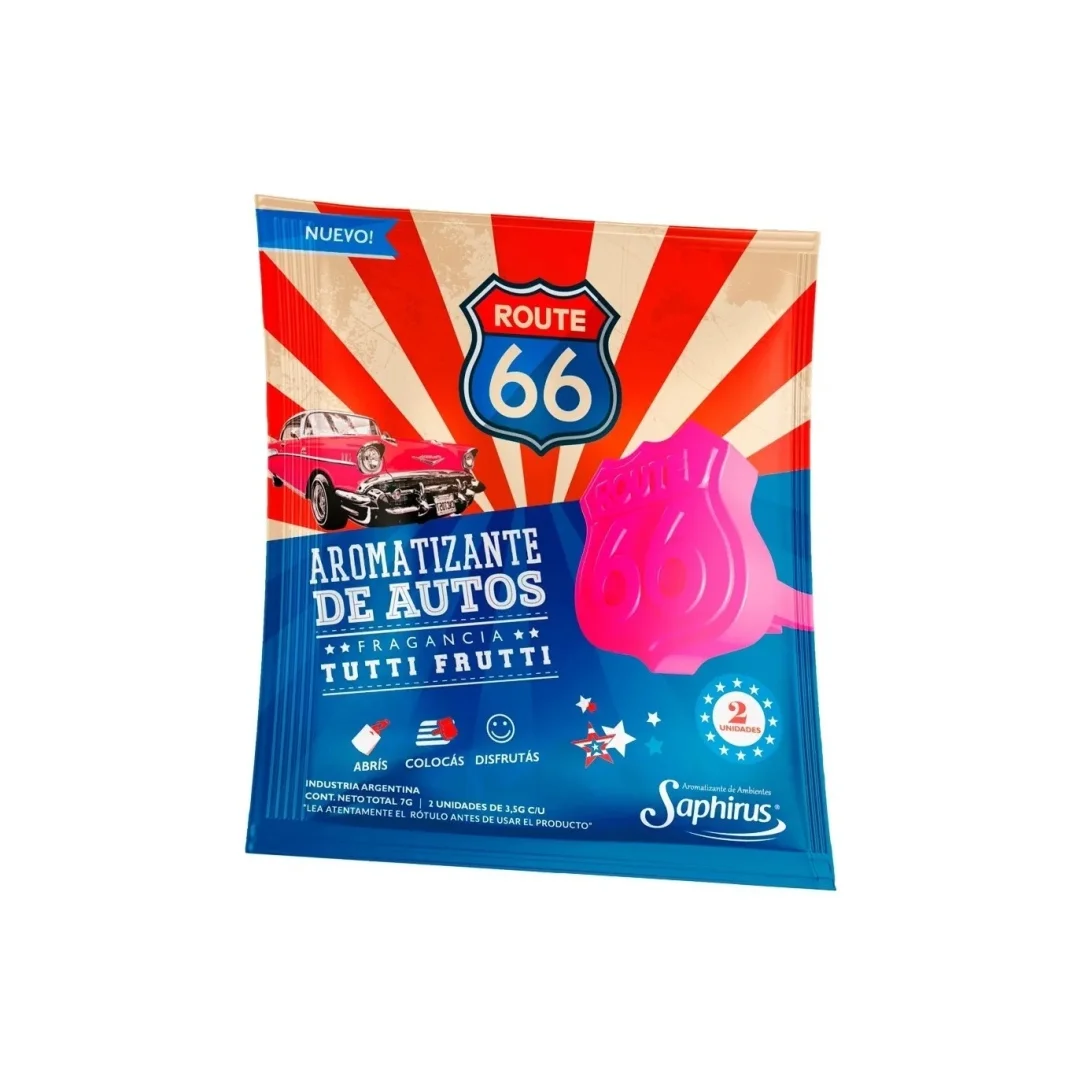 NUEVO!
ROUTE
66
ROUTE
66
AROMATIZANTE
DE AUTOS
FRAGANCIA
TUTTI FRUTTI
2
UNIDADES
ABRÍS COLOCÁS DISFRUTÁS
INDUSTRIA ARGENTINA
CONT. NETO TOTAL 7G | 2 UNIDADES DE 3,5G C/U
"LEA ATENTAMENTE EL RÓTULO ANTES DE USAR EL PRODUCTO"
Aromatizante de Ambientes
Saphirus®